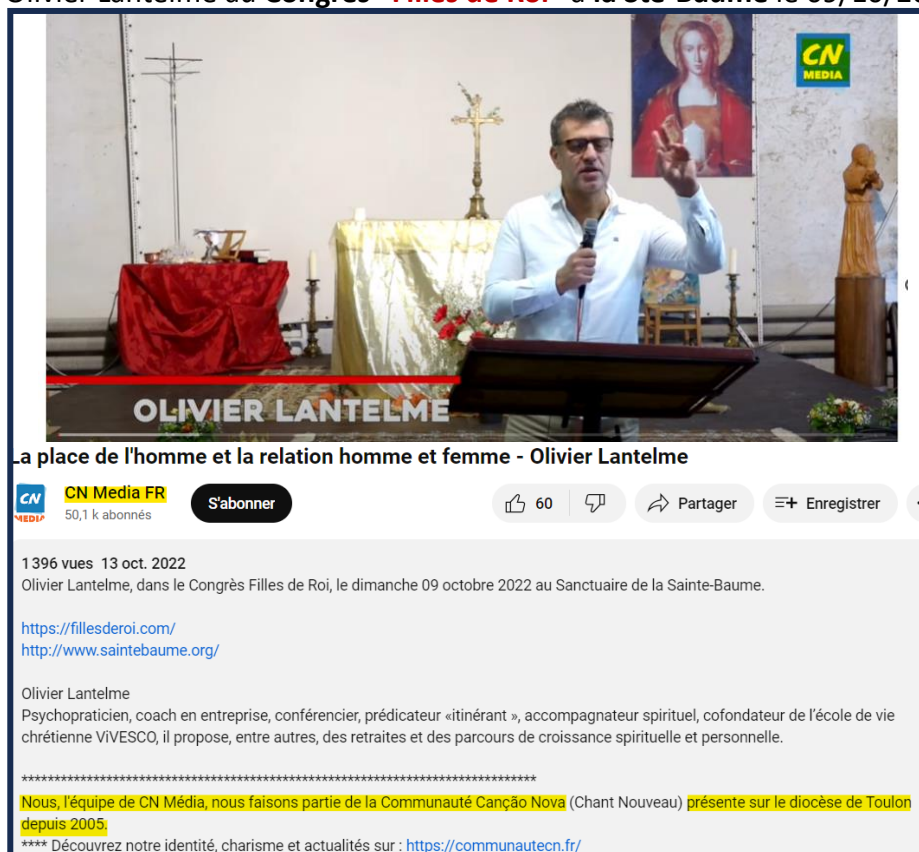 Olivier Lantelme au Congrès "Filles de Roi" à la Ste Baume le 09/10/
CN
MEDIA
OLIVIER LANTELME
La place de l'homme et la relation homme et femme - Olivier Lantelme
CN
MEDIA
CN Media FR
50,1 k abonnés
S'abonner
60
Partager
Enregistrer
1 396 vues 13 oct. 2022
Olivier Lantelme, dans le Congrès Filles de Roi, le dimanche 09 octobre 2022 au Sanctuaire de la Sainte-Baume.
https://fillesderoi.com/
http://www.saintebaume.org/
Olivier Lantelme
Psychopraticien, coach en entreprise, conférencier, prédicateur «itinérant », accompagnateur spirituel, cofondateur de l'école de vie
chrétienne ViVESCO, il propose, entre autres, des retraites et des parcours de croissance spirituelle et personnelle.
********************************************************************************
Nous, l'équipe de CN Média, nous faisons partie de la Communauté Canção Nova (Chant Nouveau) présente sur le diocèse de Toulon
depuis 2005.
**** Découvrez notre identité, charisme et actualités sur : https://communautecn.fr/